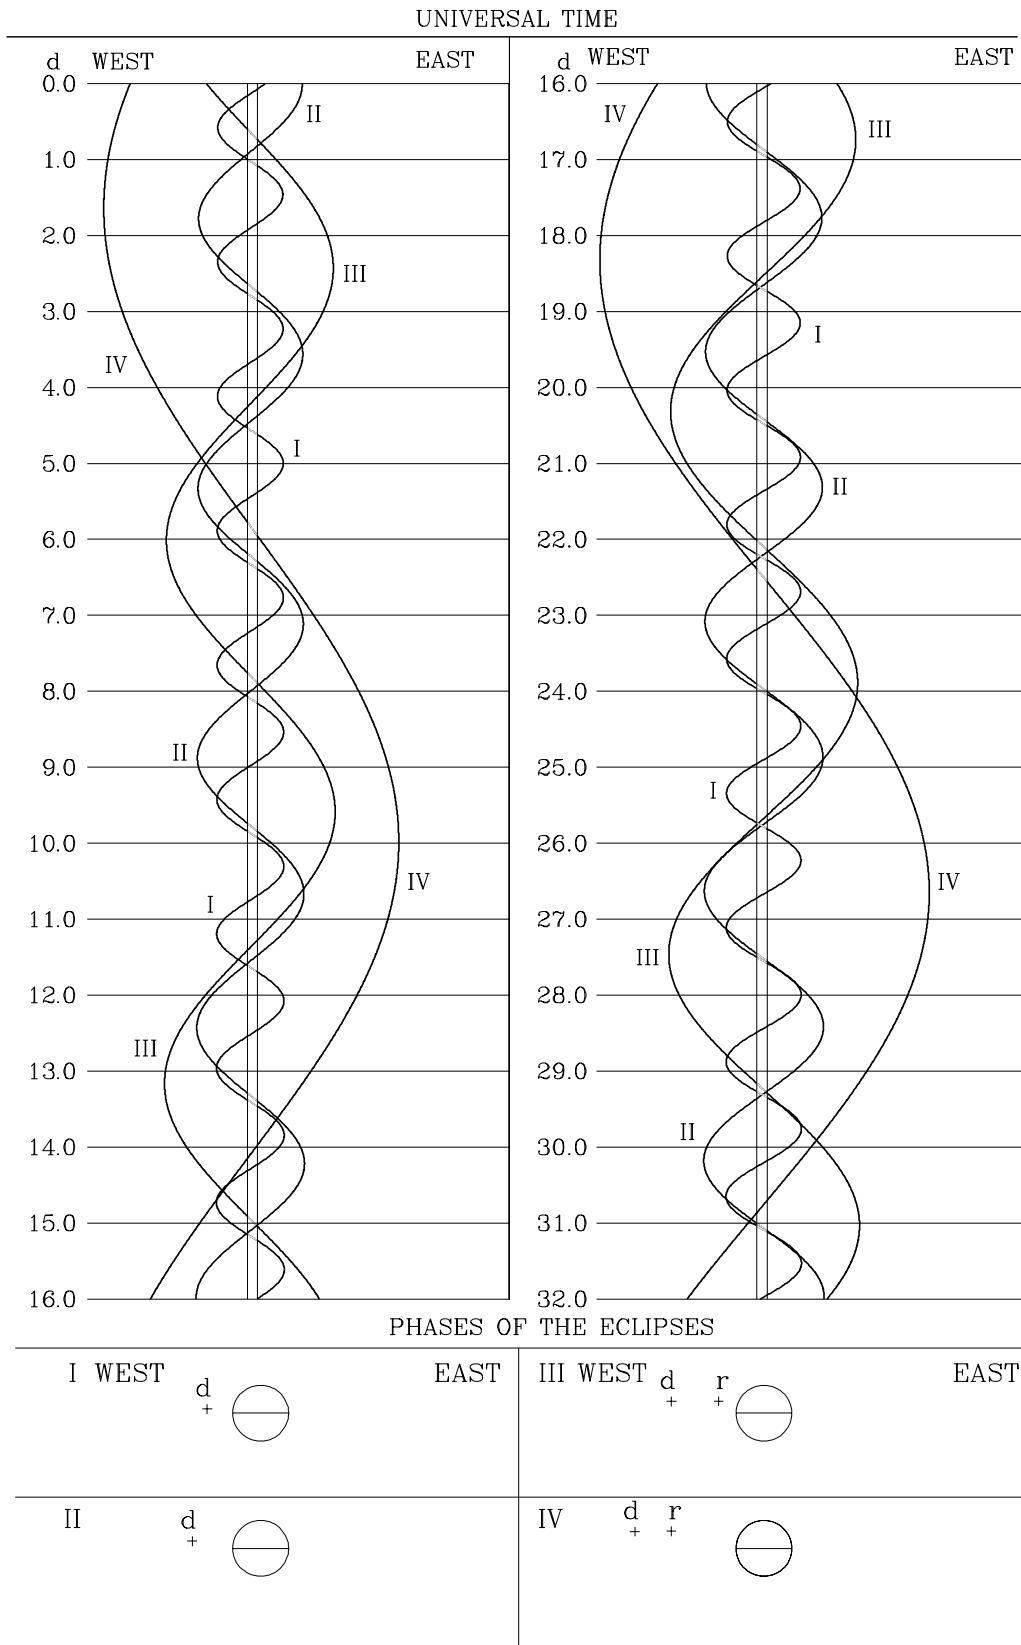 UNIVERSAL TIME
d WEST EAST
0.0
II
1.0
2.0
III
3.0
IV
4.0
I
5.0
6.0
7.0
8.0
II
9.0
10.0
IV
I
11.0
12.0
III
13.0
14.0
15.0
16.0
d WEST EAST
16.0
IV
III
17.0
18.0
19.0
I
20.0
21.0
II
22.0
23.0
24.0
25.0
I
26.0
IV
27.0
III
28.0
29.0
II
30.0
31.0
32.0
PHASES OF THE ECLIPSES
I WEST EAST
d
+
III WEST EAST
d r
+ +
II
d
+
IV
d r
+ +